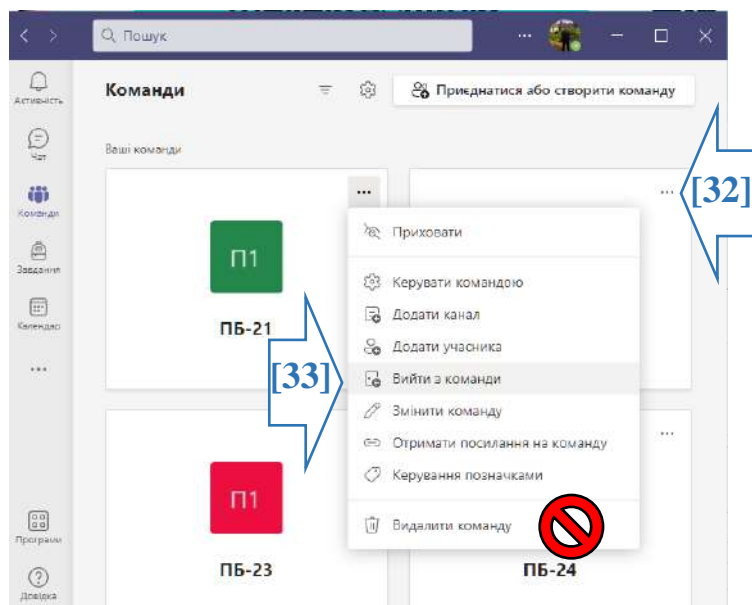 Пошук
Активність
Команди
Приєднатися або створити команду
Чат
Ваші команди
[32]
Команди
Приховати
Завдання
П1
Керувати командою
Календар
Додати канал
ПБ-21
Додати учасника
[33]
Вийти з команди
Змінити команду
Отримати посилання на команду
П1
Керування позначками
Програми
Видалити команду
ПБ-23
ПБ-24
Довідка